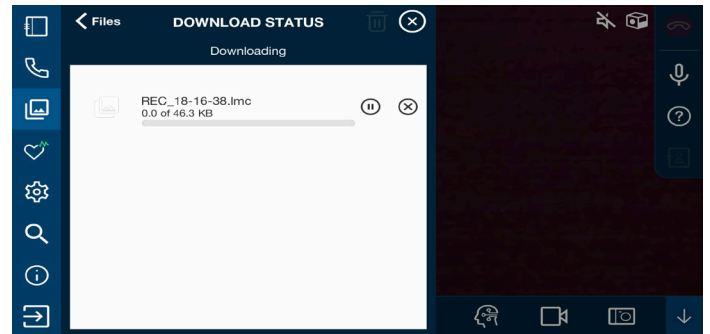 Files
DOWNLOAD STATUS
Downloading
REC_18-16-38.lmc
0.0 of 46.3 KB